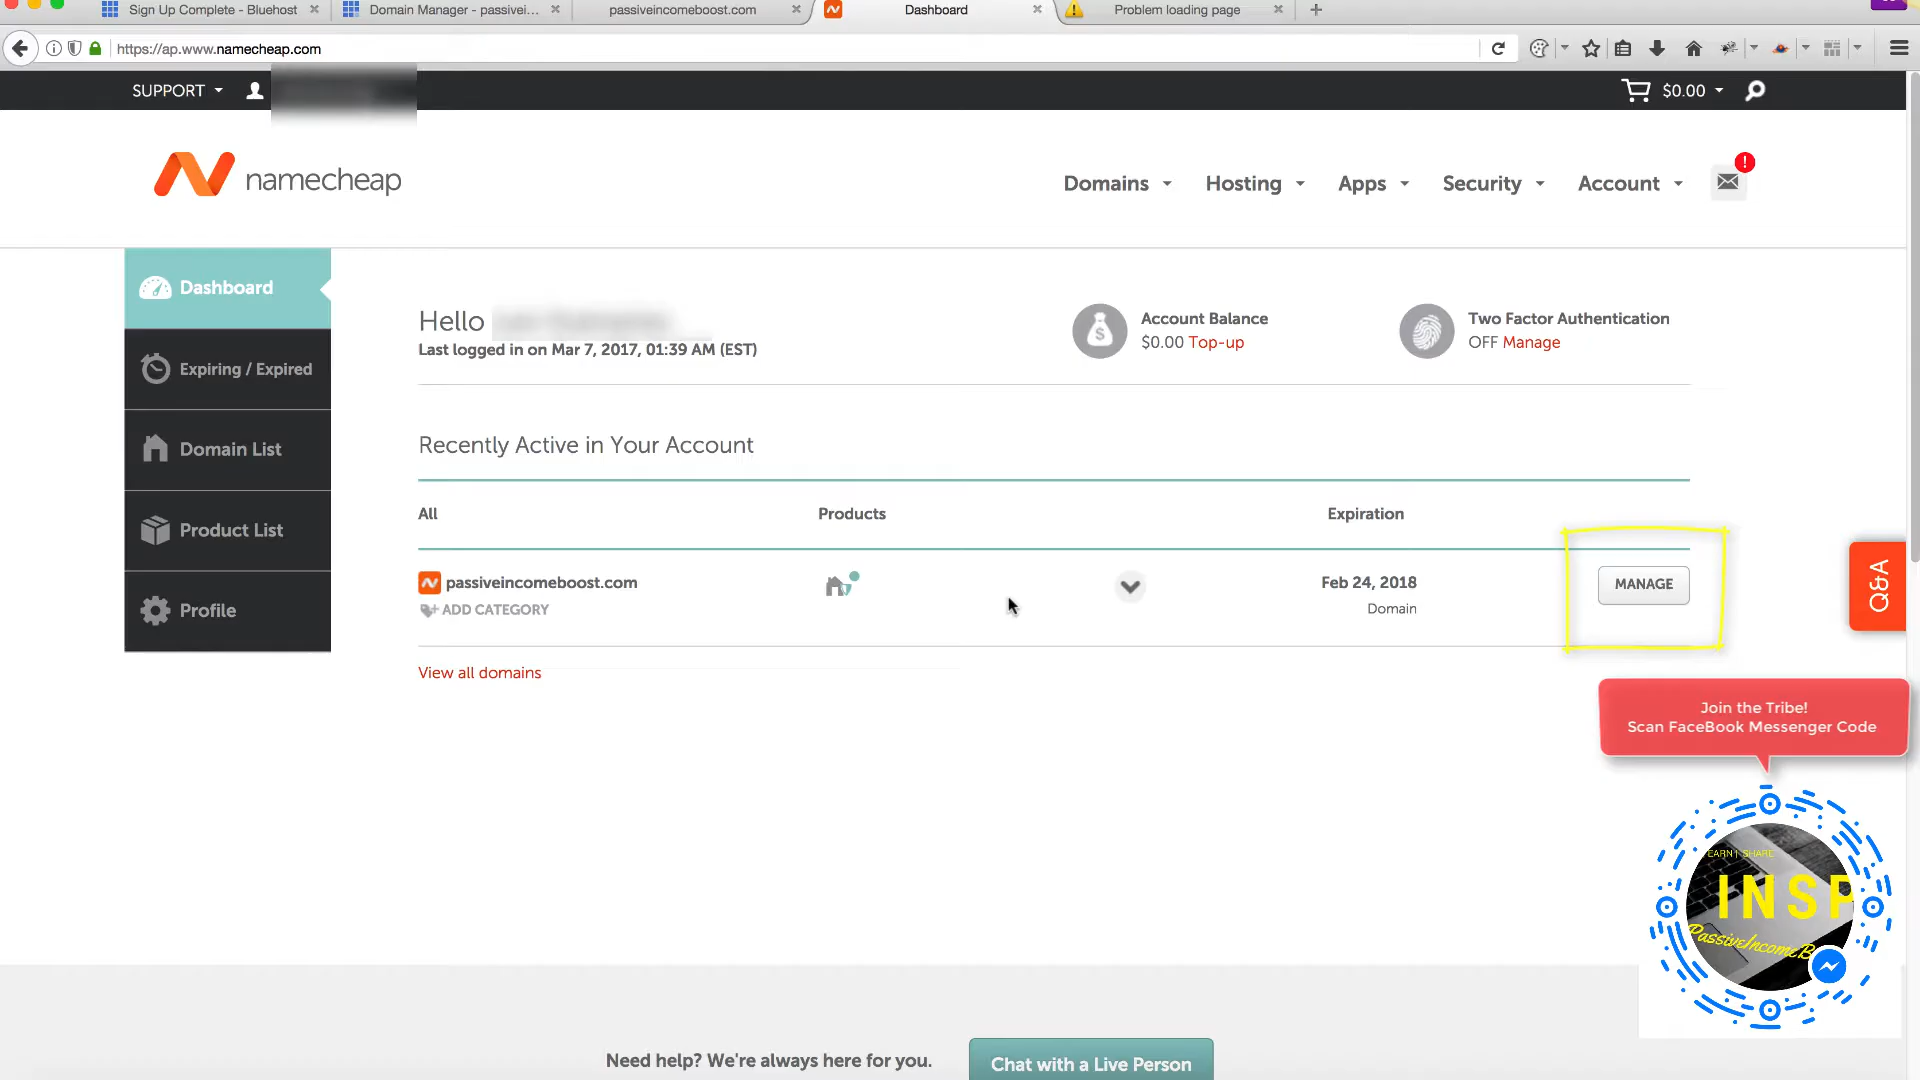 Sign Up Complete - Bluehost
Domain Manager - passivei...
passiveincomeboost.com
Dashboard
Problem loading page
https://ap.www.namecheap.com
SUPPORT
$0.00
namecheap
Domains
Hosting
Apps
Security
Account
!
Dashboard
Expiring / Expired
Domain List
Product List
Profile
Hello
Last logged in on Mar 7, 2017, 01:39 AM (EST)
Account Balance
$0.00 Top-up
Two Factor Authentication
OFF Manage
Recently Active in Your Account
All
Products
Expiration
passiveincomeboost.com
ADD CATEGORY
Feb 24, 2018
Domain
MANAGE
View all domains
Q&A
Join the Tribe!
Scan FaceBook Messenger Code
EARN | SHARE
INSP
PassiveIncomeB
Need help? We're always here for you.
Chat with a Live Person